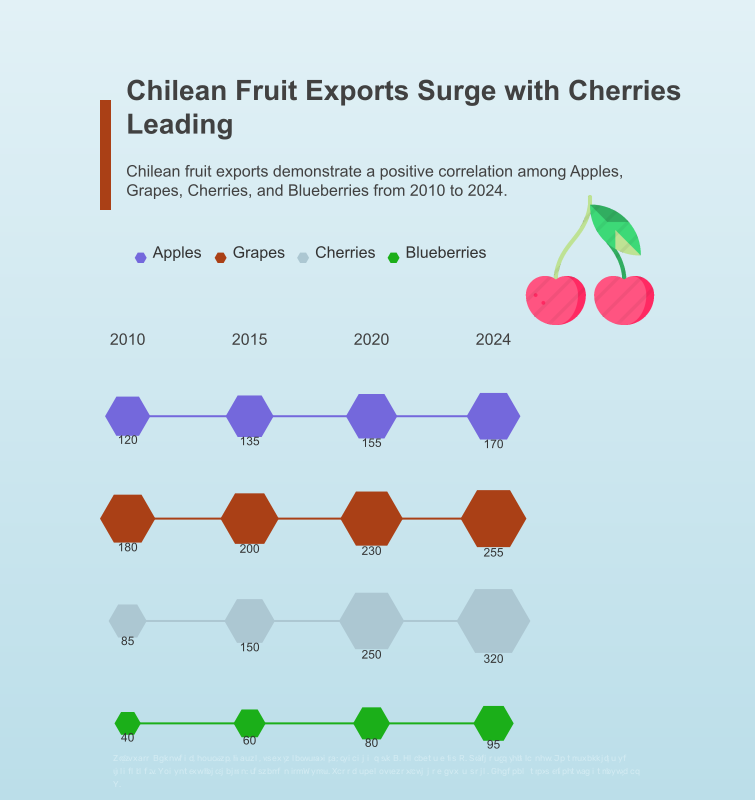 Chilean Fruit Exports Surge with Cherries
Leading
Chilean fruit exports demonstrate a positive correlation among Apples,
Grapes, Cherries, and Blueberries from 2010 to 2024.
Apples Grapes Cherries Blueberries
2010 2015 2020 2024
120 135 155 170
180 200 230 255
85 150 250 320
40 60 80 95